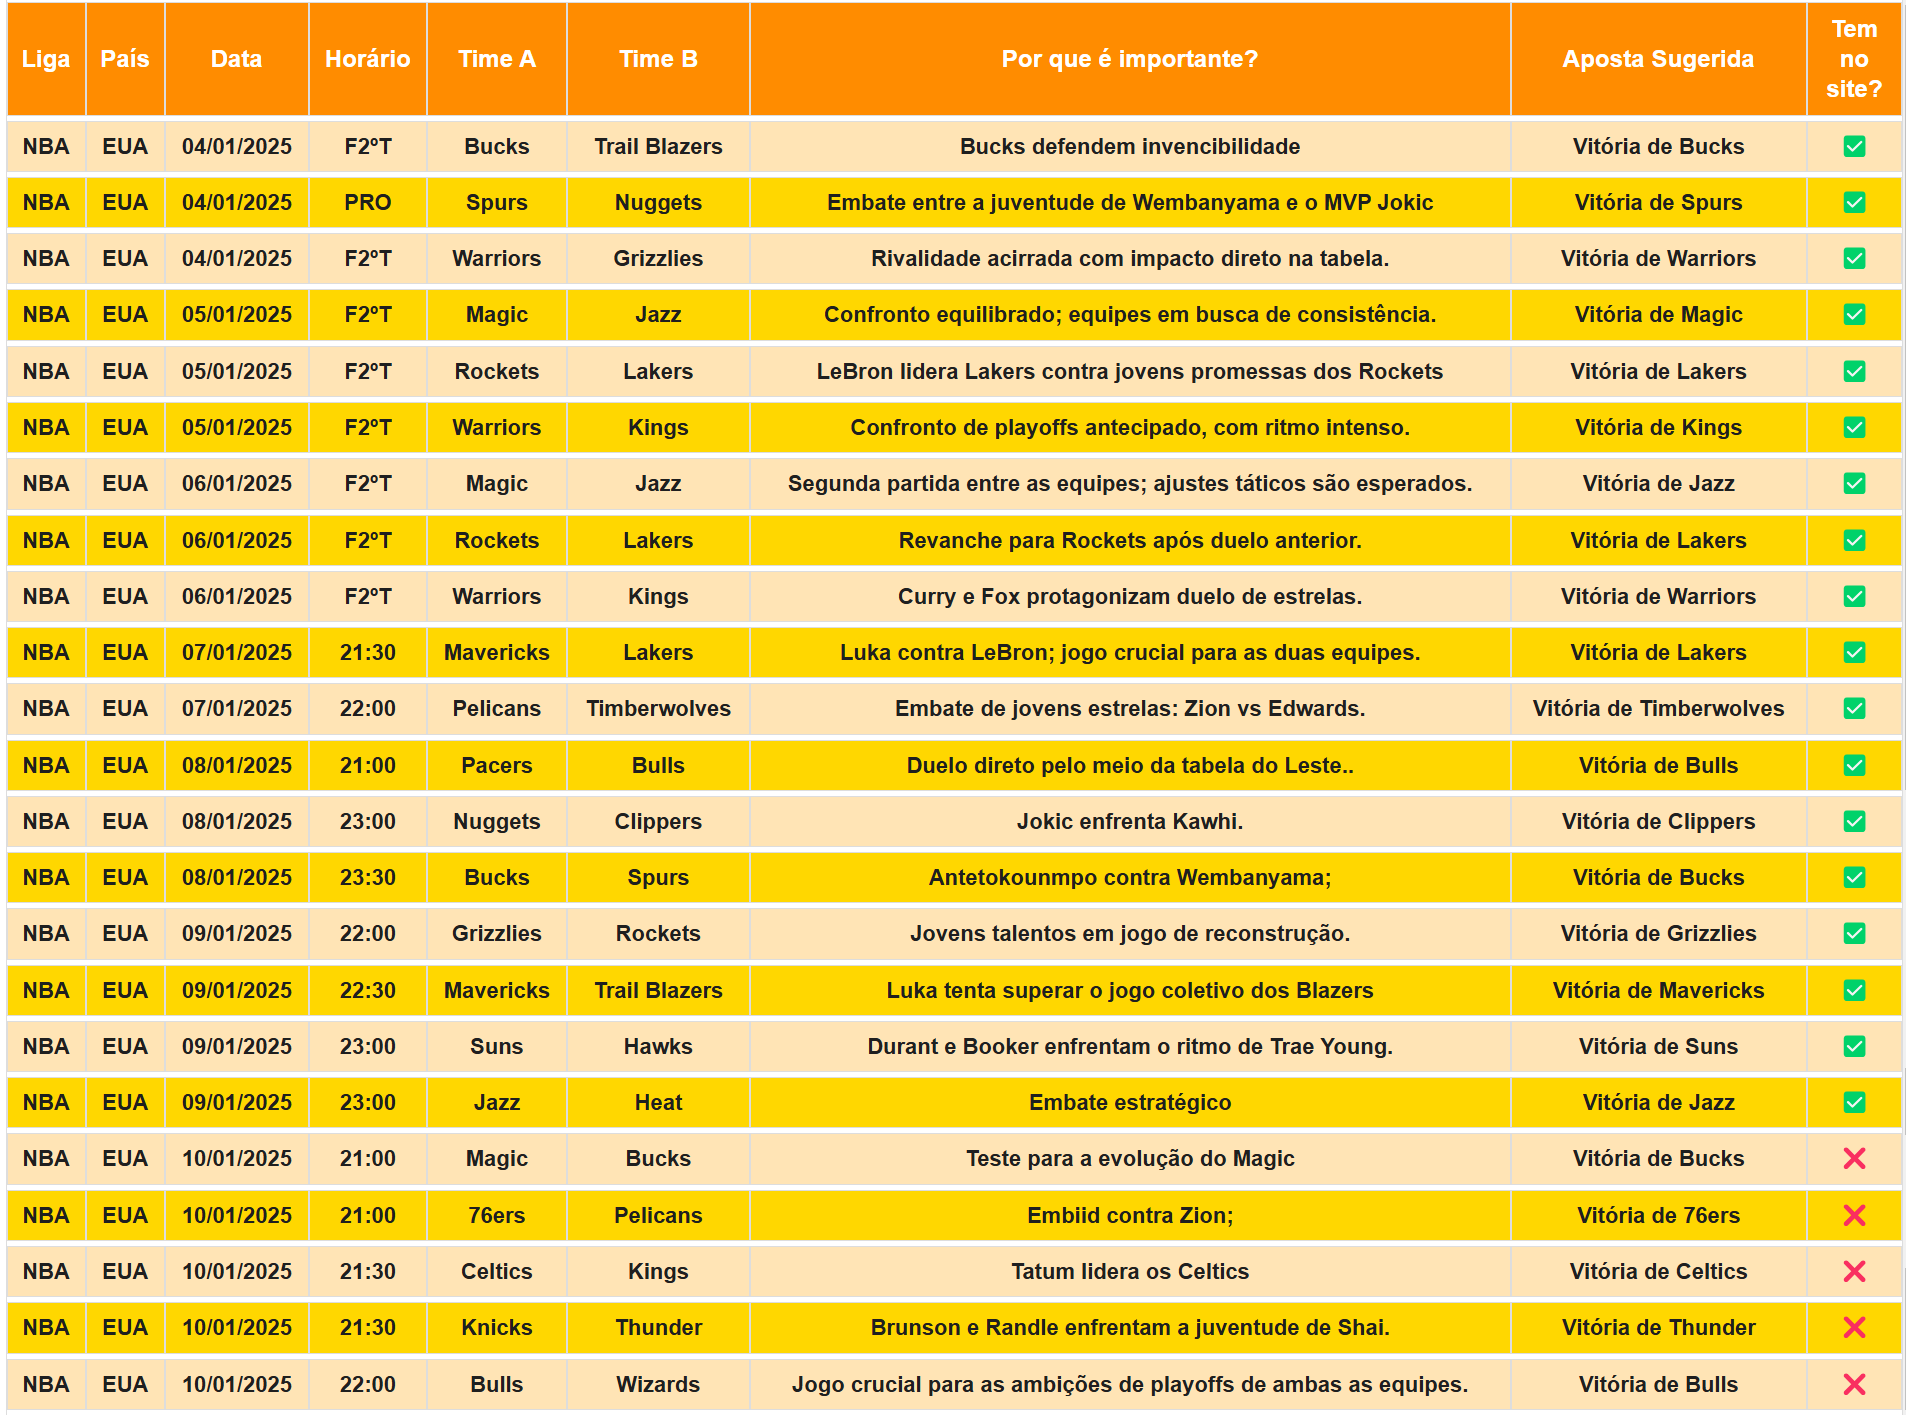 Liga País Data Horário Time A Time B Por que é importante? Aposta Sugerida Tem no site?
NBA EUA 04/01/2025 F2ºT Bucks Trail Blazers Bucks defendem invencibilidade Vitória de Bucks ✅
NBA EUA 04/01/2025 PRO Spurs Nuggets Embate entre a juventude de Wembanyama e o MVP Jokic Vitória de Spurs ✅
NBA EUA 04/01/2025 F2ºT Warriors Grizzlies Rivalidade acirrada com impacto direto na tabela. Vitória de Warriors ✅
NBA EUA 05/01/2025 F2ºT Magic Jazz Confronto equilibrado; equipes em busca de consistência. Vitória de Magic ✅
NBA EUA 05/01/2025 F2ºT Rockets Lakers LeBron lidera Lakers contra jovens promessas dos Rockets Vitória de Lakers ✅
NBA EUA 05/01/2025 F2ºT Warriors Kings Confronto de playoffs antecipado, com ritmo intenso. Vitória de Kings ✅
NBA EUA 06/01/2025 F2ºT Magic Jazz Segunda partida entre as equipes; ajustes táticos são esperados. Vitória de Jazz ✅
NBA EUA 06/01/2025 F2ºT Rockets Lakers Revanche para Rockets após duelo anterior. Vitória de Lakers ✅
NBA EUA 06/01/2025 F2ºT Warriors Kings Curry e Fox protagonizam duelo de estrelas. Vitória de Warriors ✅
NBA EUA 07/01/2025 21:30 Mavericks Lakers Luka contra LeBron; jogo crucial para as duas equipes. Vitória de Lakers ✅
NBA EUA 07/01/2025 22:00 Pelicans Timberwolves Embate de jovens estrelas: Zion vs Edwards. Vitória de Timberwolves ✅
NBA EUA 08/01/2025 21:00 Pacers Bulls Duelo direto pelo meio da tabela do Leste.. Vitória de Bulls ✅
NBA EUA 08/01/2025 23:00 Nuggets Clippers Jokic enfrenta Kawhi. Vitória de Clippers ✅
NBA EUA 08/01/2025 23:30 Bucks Spurs Antetokounmpo contra Wembanyama; Vitória de Bucks ✅
NBA EUA 09/01/2025 22:00 Grizzlies Rockets Jovens talentos em jogo de reconstrução. Vitória de Grizzlies ✅
NBA EUA 09/01/2025 22:30 Mavericks Trail Blazers Luka tenta superar o jogo coletivo dos Blazers Vitória de Mavericks ✅
NBA EUA 09/01/2025 23:00 Suns Hawks Durant e Booker enfrentam o ritmo de Trae Young. Vitória de Suns ✅
NBA EUA 09/01/2025 23:00 Jazz Heat Embate estratégico Vitória de Jazz ✅
NBA EUA 10/01/2025 21:00 Magic Bucks Teste para a evolução do Magic Vitória de Bucks ❌
NBA EUA 10/01/2025 21:00 76ers Pelicans Embiid contra Zion; Vitória de 76ers ❌
NBA EUA 10/01/2025 21:30 Celtics Kings Tatum lidera os Celtics Vitória de Celtics ❌
NBA EUA 10/01/2025 21:30 Knicks Thunder Brunson e Randle enfrentam a juventude de Shai. Vitória de Thunder ❌
NBA EUA 10/01/2025 22:00 Bulls Wizards Jogo crucial para as ambições de playoffs de ambas as equipes. Vitória de Bulls ❌